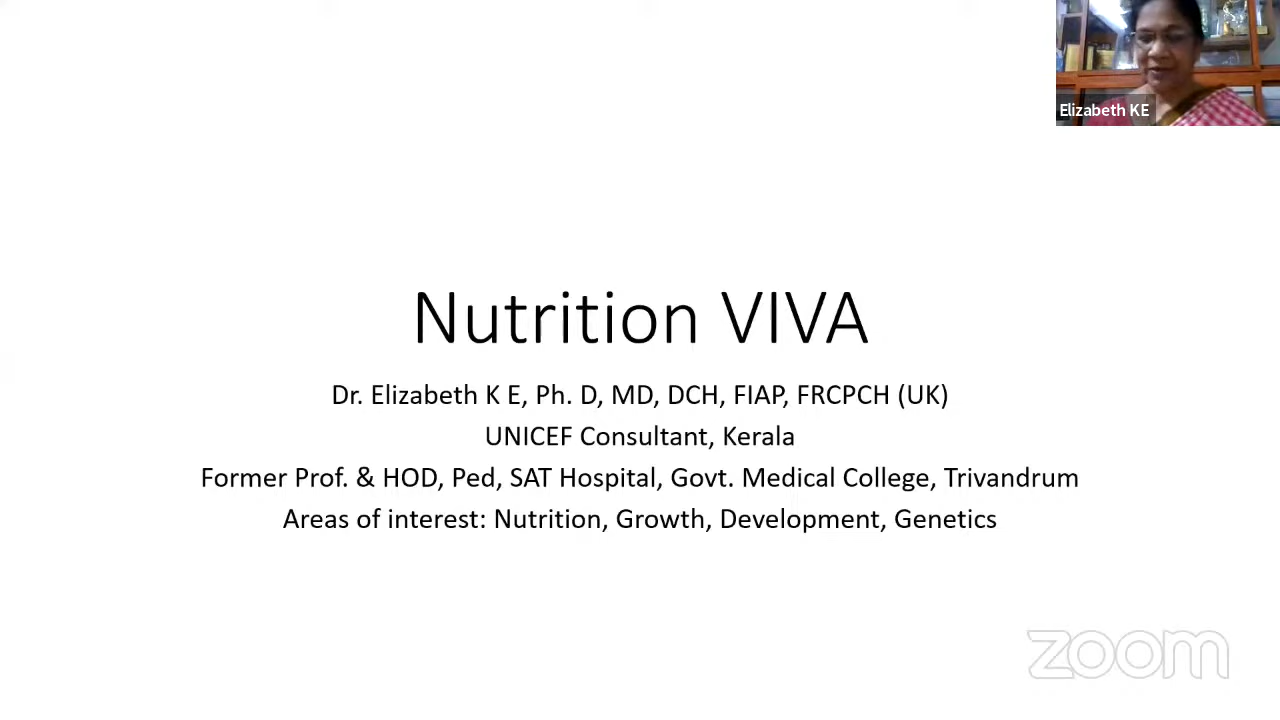 Elizabeth KE
Nutrition VIVA
Dr. Elizabeth K E, Ph. D, MD, DCH, FIAP, FRCPCH (UK)
UNICEF Consultant, Kerala
Former Prof. & HOD, Ped, SAT Hospital, Govt. Medical College, Trivandrum
Areas of interest: Nutrition, Growth, Development, Genetics
zoom